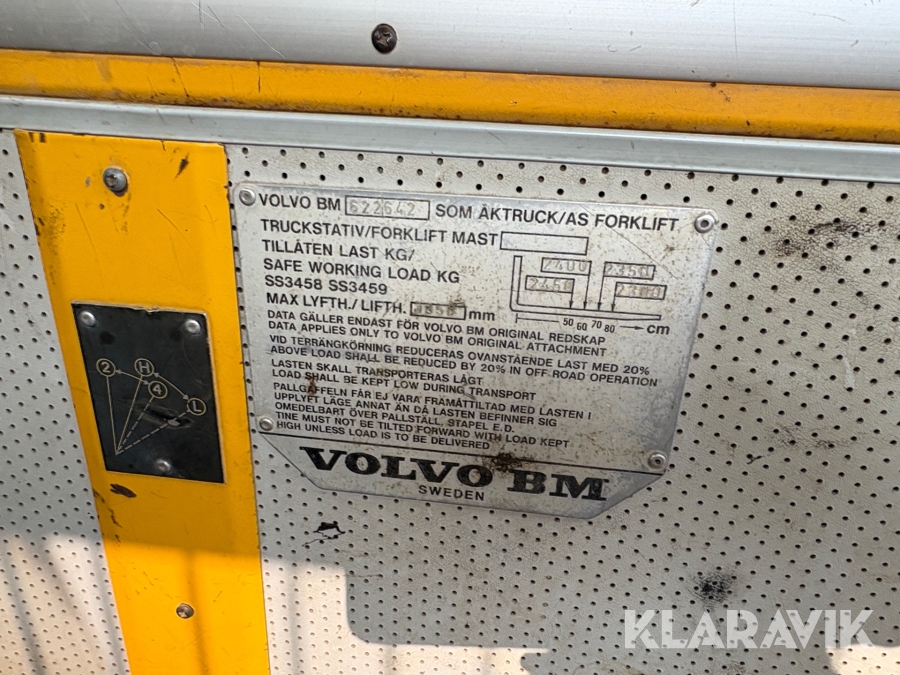 VOLVO BM 622642 SOM ÄKTRUCK/AS FORKLIFT
TRUCKSTATIV/FORKLIFT MAST
TILLÅTEN LAST KG/
SAFE WORKING LOAD KG
SS3458 SS3459
2400 2350
2450 2300
50 60 70 80 cm
MAX LYFTH./LIFTH. mm
DATA GÄLLER ENDAST FÖR VOLVO BM ORIGINAL REDSKAP
DATA APPLIES ONLY TO VOLVO BM ORIGINAL ATTACHMENT
VID TERRÄNGKÖRNING REDUCERAS OVANSTÅENDE LAST MED 20%
ABOVE LOAD SHALL BE REDUCED BY 20% IN OFF-ROAD OPERATION
LASTEN SKALL TRANSPORTERAS LÅGT
LOAD SHALL BE KEPT LOW DURING TRANSPORT
PALLGAFFELN FÅR EJ VARA FRAMÅTTILTAD MED LASTEN I
UPPLYFT LÄGE ANNAT ÄN DÅ LASTEN BEFINNER SIG
OMEDELBART ÖVER PALLSTÄLL, STAPEL E.D.
TINE MUST NOT BE TILTED FORWARD WITH LOAD KEPT
HIGH UNLESS LOAD IS TO BE DELIVERED
VOLVO BM
SWEDEN
2 H 4 L
KLARAVIK